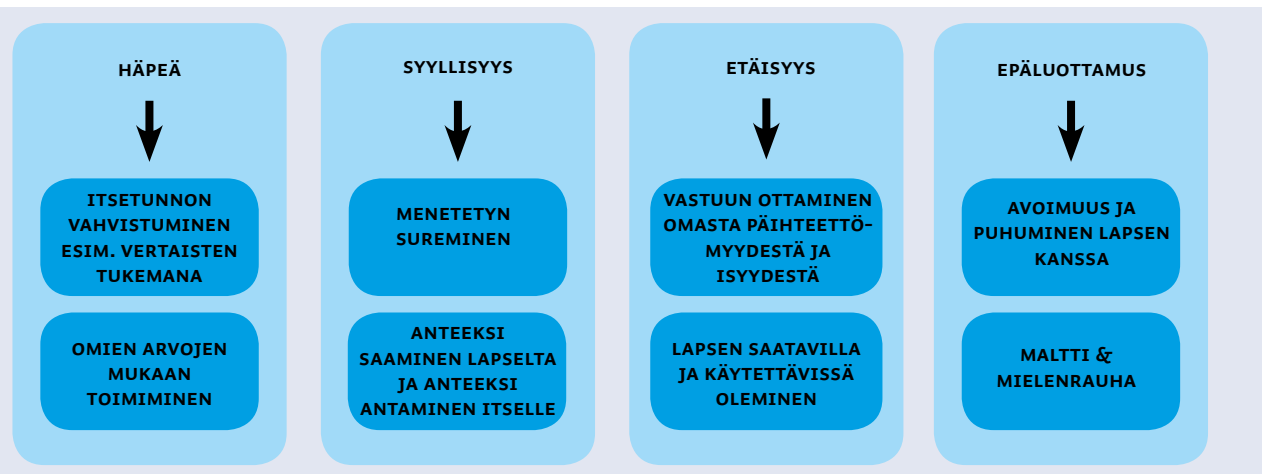 HÄPEÄ
ITSETUNNON
VAHVISTUMINEN
ESIM. VERTAISTEN
TUKEMANA
OMIEN ARVOJEN
MUKAAN
TOIMIMINEN
SYYLLISYYS
MENETETYN
SUREMINEN
ANTEEKSI
SAAMINEN LAPSELTA
JA ANTEEKSI
ANTAMINEN ITSELLE
ETÄISYYS
VASTUUN OTTAMINEN
OMASTA PÄIHTEETTÖ-
MYYDESTÄ JA
ISYYDESTÄ
LAPSEN SAATAVILLA
JA KÄYTETTÄVISSÄ
OLEMINEN
EPÄLUOTTAMUS
AVOIMUUS JA
PUHUMINEN LAPSEN
KANSSA
MALTTI &
MIELENRAUHA